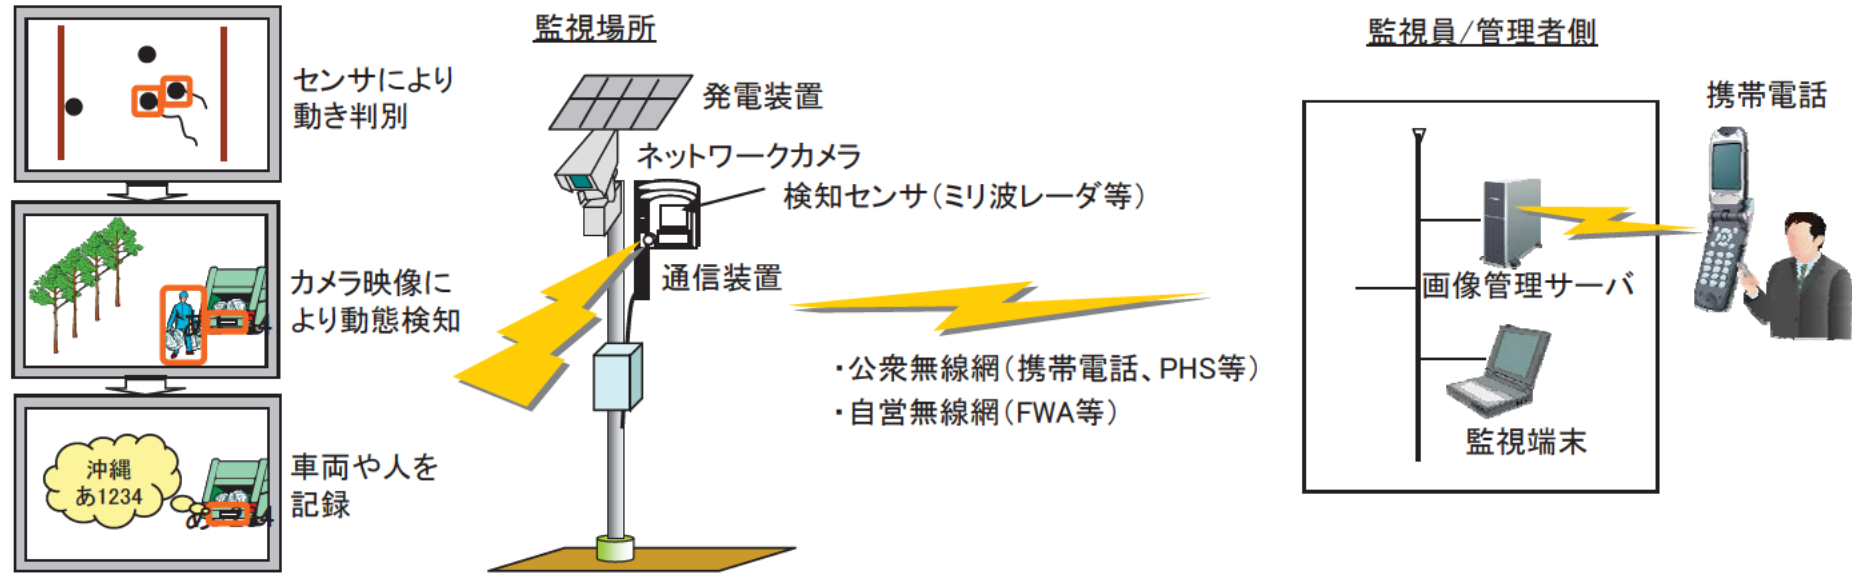 センサにより
動き判別
カメラ映像に
より動態検知
沖縄
あ1234
車両や人を
記録
監視場所
発電装置
ネットワークカメラ
検知センサ(ミリ波レーダ等)
通信装置
・公衆無線網(携帯電話、PHS等)
・自営無線網(FWA等)
監視員/管理者側
画像管理サーバ
監視端末
携帯電話